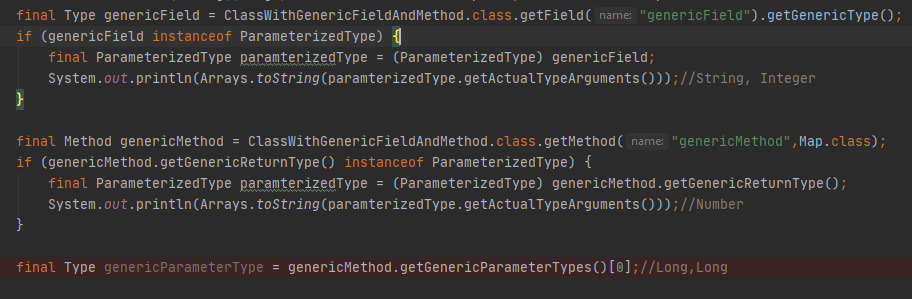 final Type genericField = ClassWithGenericFieldAndMethod.class.getField( name: "genericField").getGenericType();
if (genericField instanceof ParameterizedType) {
    final ParameterizedType paramterizedType = (ParameterizedType) genericField;
    System.out.println(Arrays.toString(paramterizedType.getActualTypeArguments()));//String, Integer
}
final Method genericMethod = ClassWithGenericFieldAndMethod.class.getMethod( name: "genericMethod",Map.class);
if (genericMethod.getGenericReturnType() instanceof ParameterizedType) {
    final ParameterizedType paramterizedType = (ParameterizedType) genericMethod.getGenericReturnType();
    System.out.println(Arrays.toString(paramterizedType.getActualTypeArguments()));//Number
}
final Type genericParameterType = genericMethod.getGenericParameterTypes()[0];//Long,Long